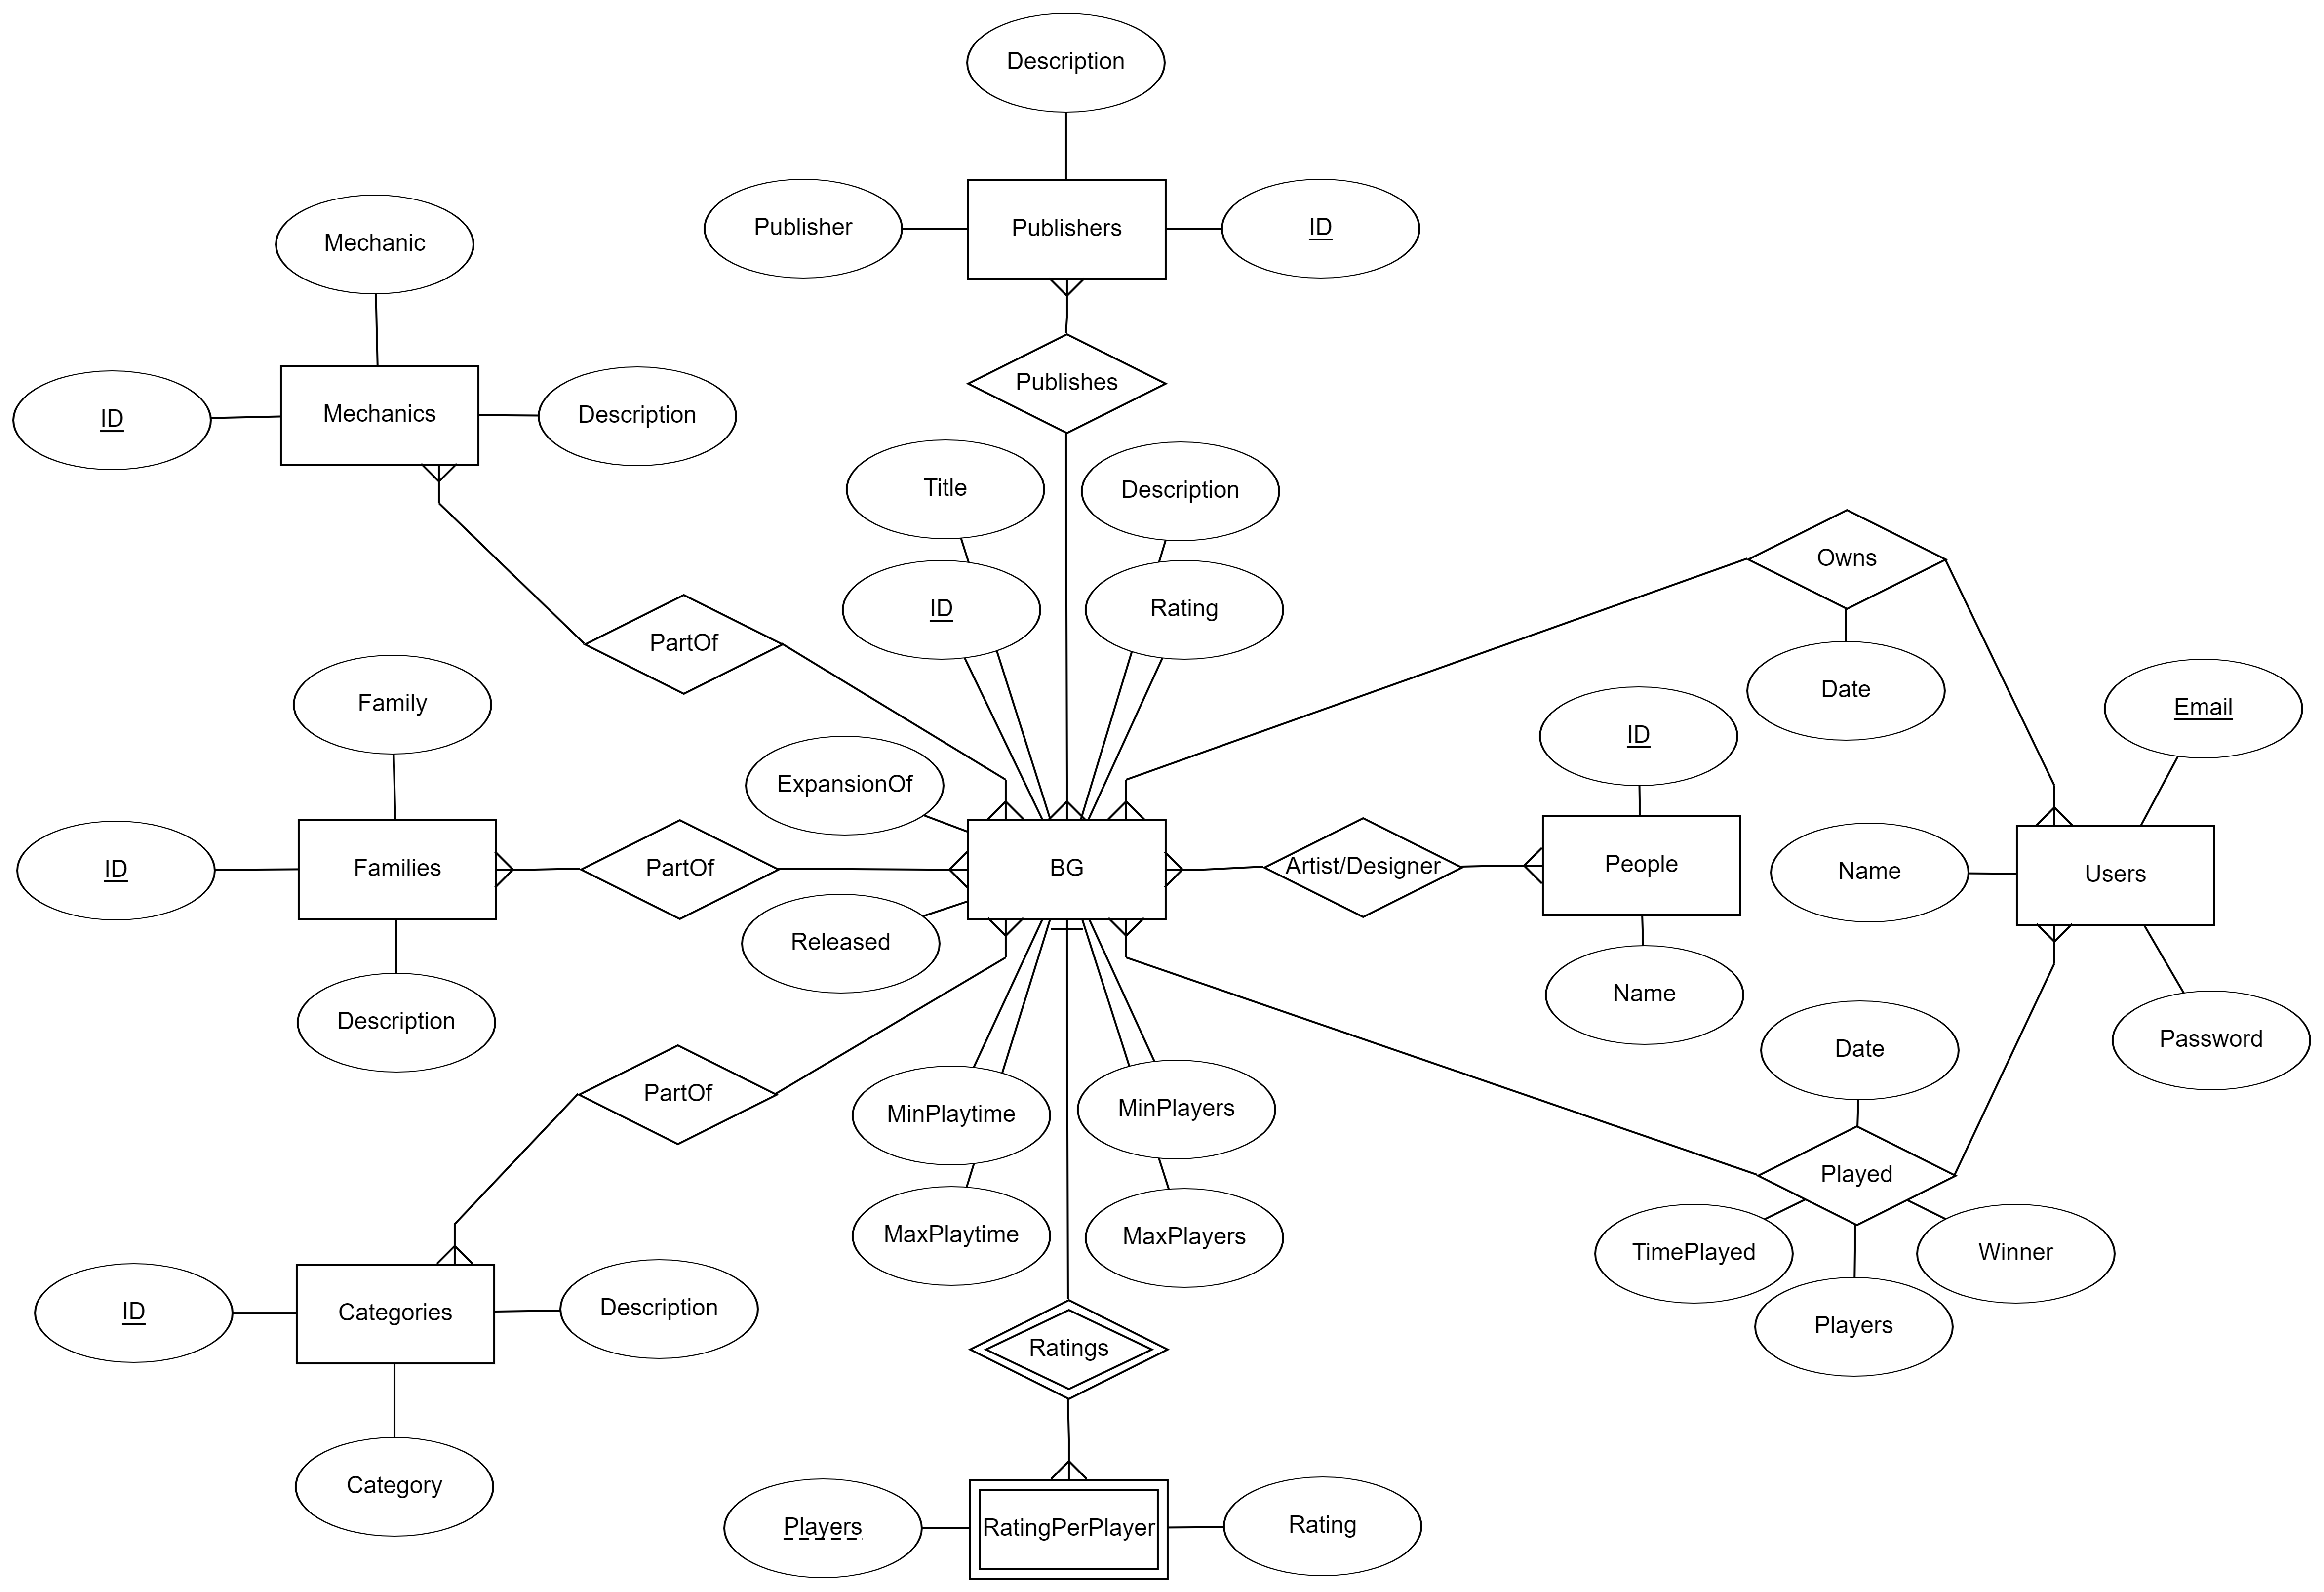 Description
Publisher
Publishers
ID
Mechanic
Publishes
ID
Mechanics
Description
Title
Description
Owns
ID
Rating
PartOf
Date
Family
Email
ID
ExpansionOf
ID
Families
PartOf
BG
Artist/Designer
People
Name
Users
Released
Name
Description
Date
Password
PartOf
MinPlaytime
MinPlayers
Played
MaxPlaytime
MaxPlayers
TimePlayed
Winner
ID
Categories
Description
Players
Ratings
Category
Players
RatingPerPlayer
Rating